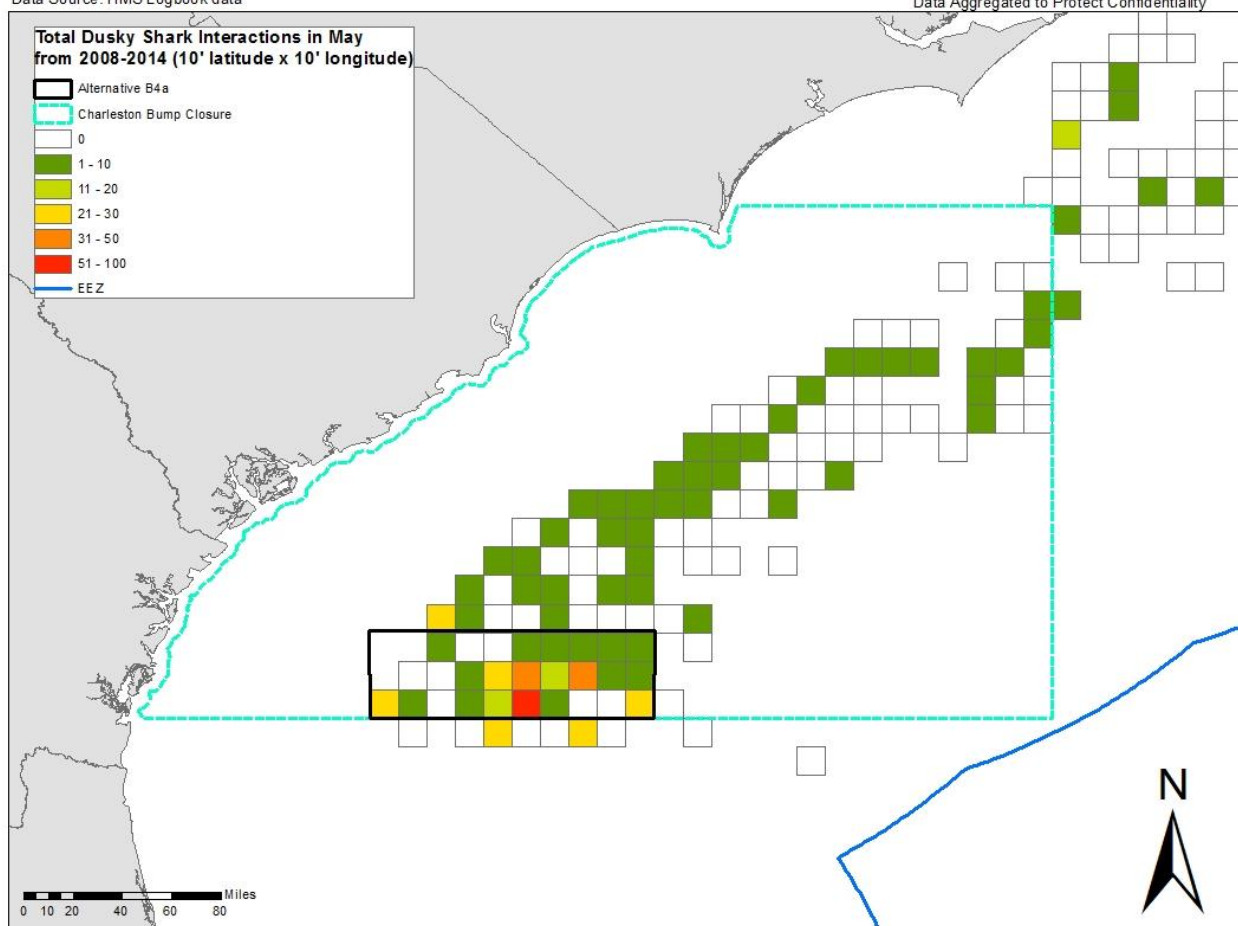 Data Source: HMS Logbook data
Data Aggregated to Protect Confidentiality
Total Dusky Shark Interactions in May
from 2008-2014 (10' latitude x 10' longitude)
Alternative B4a
Charleston Bump Closure
0
1 - 10
11 - 20
21 - 30
31 - 50
51 - 100
EEZ
N
Miles
0 10 20 40 60 80